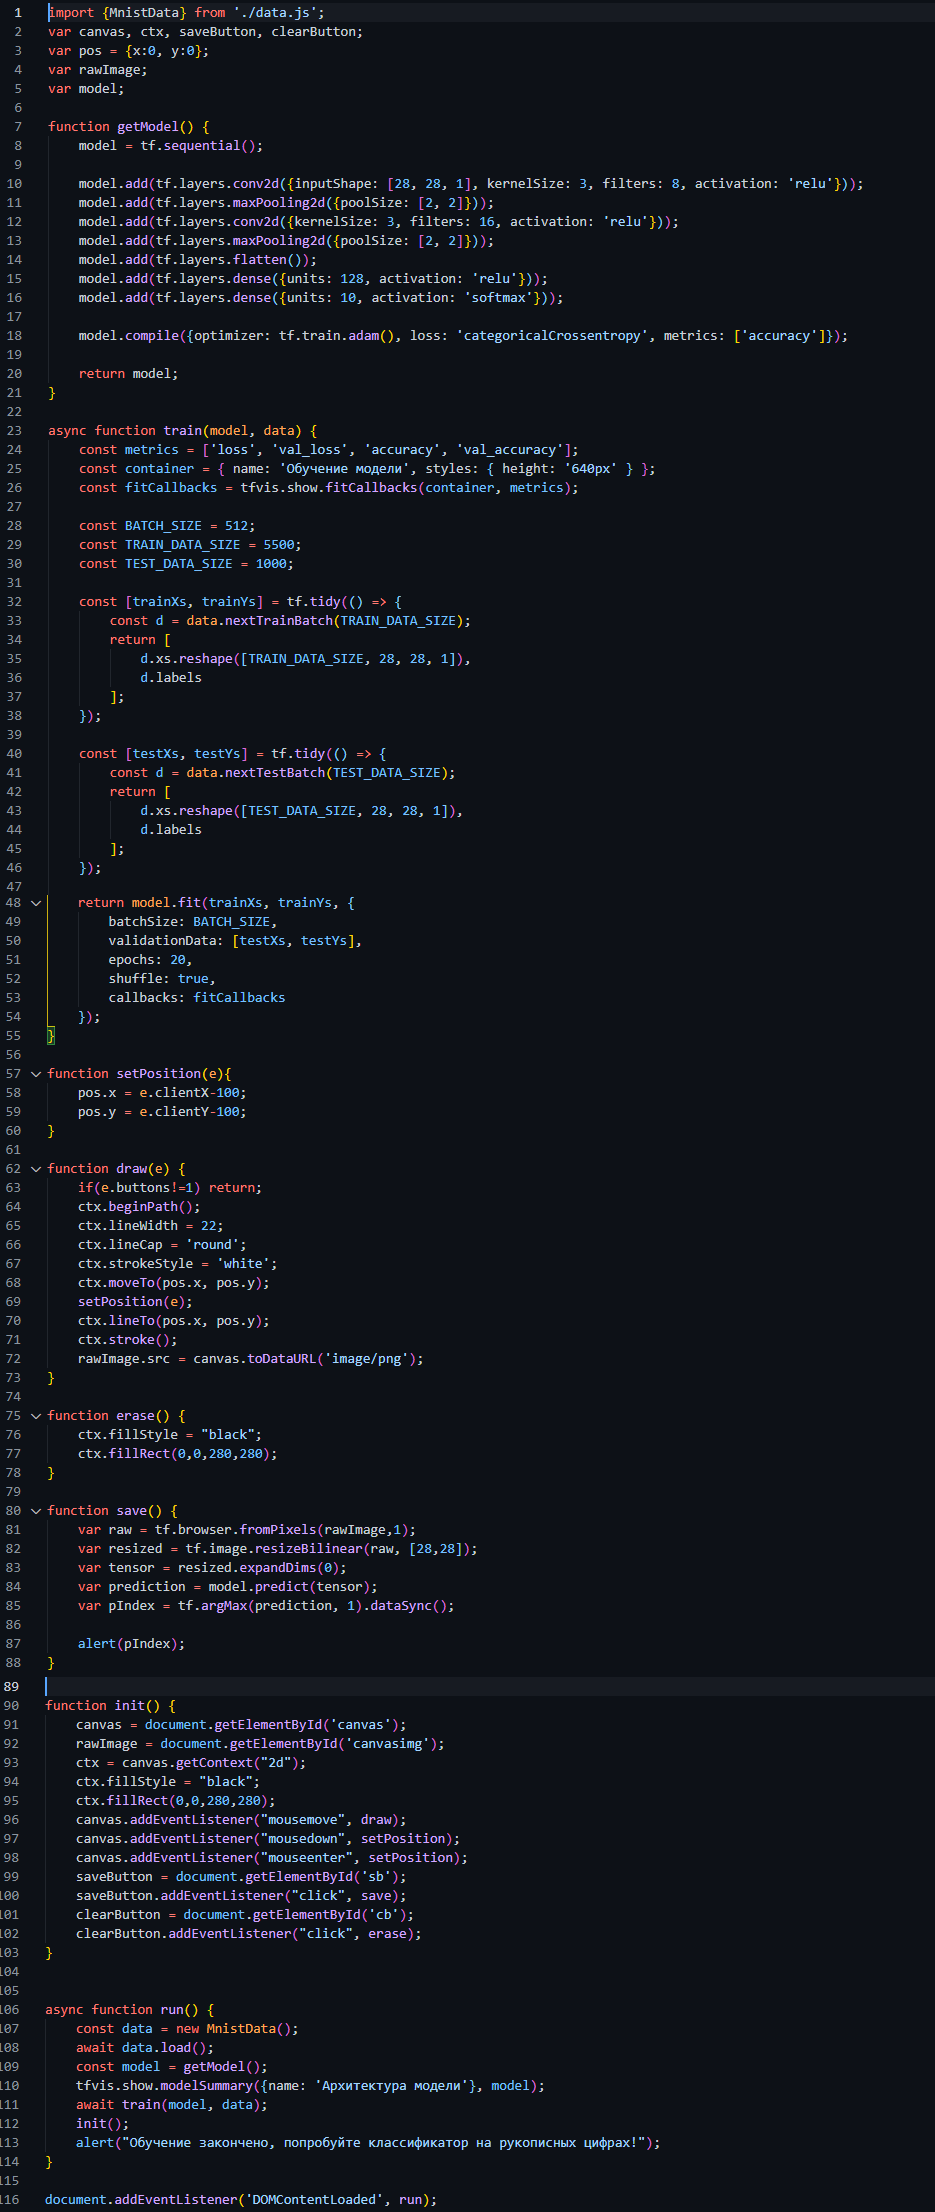 1 import {MnistData} from './data.js';
2 var canvas, ctx, saveButton, clearButton;
3 var pos = {x:0, y:0};
4 var rawImage;
5 var model;
6
7 function getModel() {
8     model = tf.sequential();
9
10     model.add(tf.layers.conv2d({inputShape: [28, 28, 1], kernelSize: 3, filters: 8, activation: 'relu'}));
11     model.add(tf.layers.maxPooling2d({poolSize: [2, 2]}));
12     model.add(tf.layers.conv2d({kernelSize: 3, filters: 16, activation: 'relu'}));
13     model.add(tf.layers.maxPooling2d({poolSize: [2, 2]}));
14     model.add(tf.layers.flatten());
15     model.add(tf.layers.dense({units: 128, activation: 'relu'}));
16     model.add(tf.layers.dense({units: 10, activation: 'softmax'}));
17
18     model.compile({optimizer: tf.train.adam(), loss: 'categoricalCrossentropy', metrics: ['accuracy']});
19
20     return model;
21 }
22
23 async function train(model, data) {
24     const metrics = ['loss', 'val_loss', 'accuracy', 'val_accuracy'];
25     const container = { name: 'Обучение модели', styles: { height: '640px' } };
26     const fitCallbacks = tfvis.show.fitCallbacks(container, metrics);
27
28     const BATCH_SIZE = 512;
29     const TRAIN_DATA_SIZE = 5500;
30     const TEST_DATA_SIZE = 1000;
31
32     const [trainXs, trainYs] = tf.tidy(() => {
33         const d = data.nextTrainBatch(TRAIN_DATA_SIZE);
34         return [
35             d.xs.reshape([TRAIN_DATA_SIZE, 28, 28, 1]),
36             d.labels
37         ];
38     });
39
40     const [testXs, testYs] = tf.tidy(() => {
41         const d = data.nextTestBatch(TEST_DATA_SIZE);
42         return [
43             d.xs.reshape([TEST_DATA_SIZE, 28, 28, 1]),
44             d.labels
45         ];
46     });
47
48     return model.fit(trainXs, trainYs, {
49         batchSize: BATCH_SIZE,
50         validationData: [testXs, testYs],
51         epochs: 20,
52         shuffle: true,
53         callbacks: fitCallbacks
54     });
55 }
56
57 function setPosition(e){
58     pos.x = e.clientX-100;
59     pos.y = e.clientY-100;
60 }
61
62 function draw(e) {
63     if(e.buttons!=1) return;
64     ctx.beginPath();
65     ctx.lineWidth = 22;
66     ctx.lineCap = 'round';
67     ctx.strokeStyle = 'white';
68     ctx.moveTo(pos.x, pos.y);
69     setPosition(e);
70     ctx.lineTo(pos.x, pos.y);
71     ctx.stroke();
72     rawImage.src = canvas.toDataURL('image/png');
73 }
74
75 function erase() {
76     ctx.fillStyle = "black";
77     ctx.fillRect(0,0,280,280);
78 }
79
80 function save() {
81     var raw = tf.browser.fromPixels(rawImage,1);
82     var resized = tf.image.resizeBilinear(raw, [28,28]);
83     var tensor = resized.expandDims(0);
84     var prediction = model.predict(tensor);
85     var pIndex = tf.argMax(prediction, 1).dataSync();
86
87     alert(pIndex);
88 }
89
90 function init() {
91     canvas = document.getElementById('canvas');
92     rawImage = document.getElementById('canvasimg');
93     ctx = canvas.getContext("2d");
94     ctx.fillStyle = "black";
95     ctx.fillRect(0,0,280,280);
96     canvas.addEventListener("mousemove", draw);
97     canvas.addEventListener("mousedown", setPosition);
98     canvas.addEventListener("mouseenter", setPosition);
99     saveButton = document.getElementById('sb');
100     saveButton.addEventListener("click", save);
101     clearButton = document.getElementById('cb');
102     clearButton.addEventListener("click", erase);
103 }
104
105
106 async function run() {
107     const data = new MnistData();
108     await data.load();
109     const model = getModel();
110     tfvis.show.modelSummary({name: 'Архитектура модели'}, model);
111     await train(model, data);
112     init();
113     alert("Обучение закончено, попробуйте классификатор на рукописных цифрах!");
114 }
115
116 document.addEventListener('DOMContentLoaded', run);